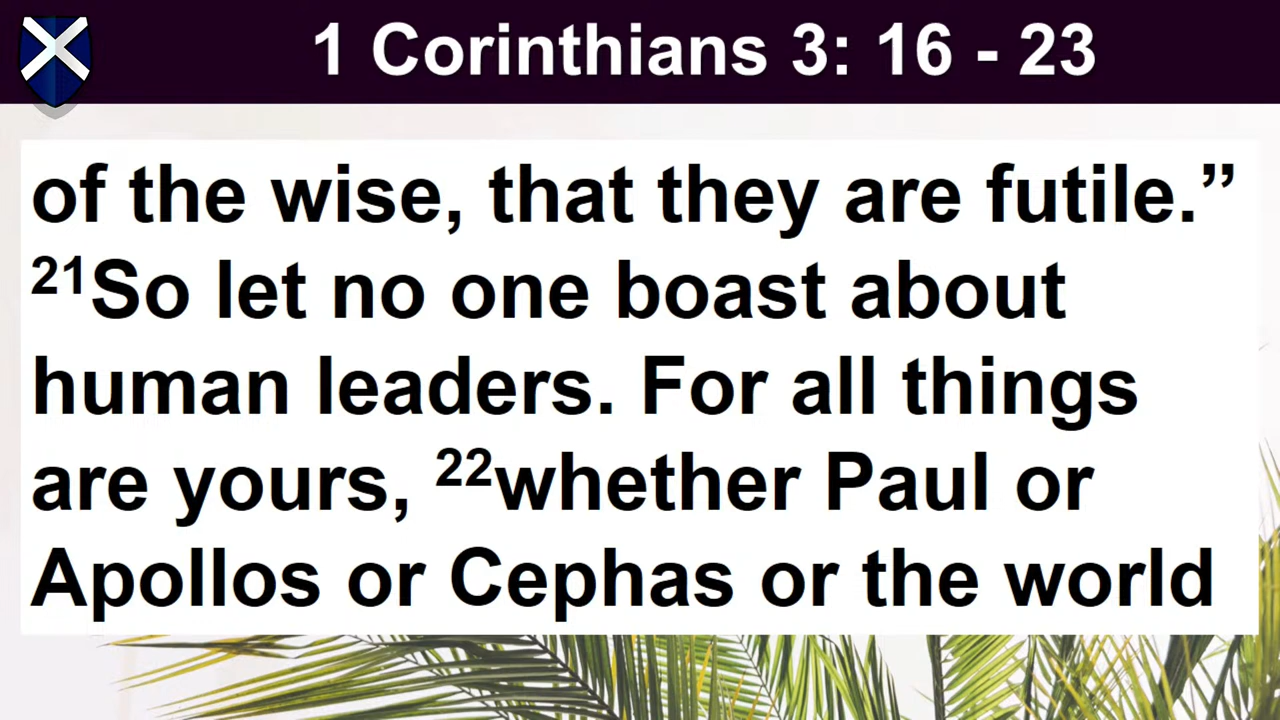 1 Corinthians 3: 16 - 23
of the wise, that they are futile.”
²¹So let no one boast about
human leaders. For all things
are yours, ²²whether Paul or
Apollos or Cephas or the world